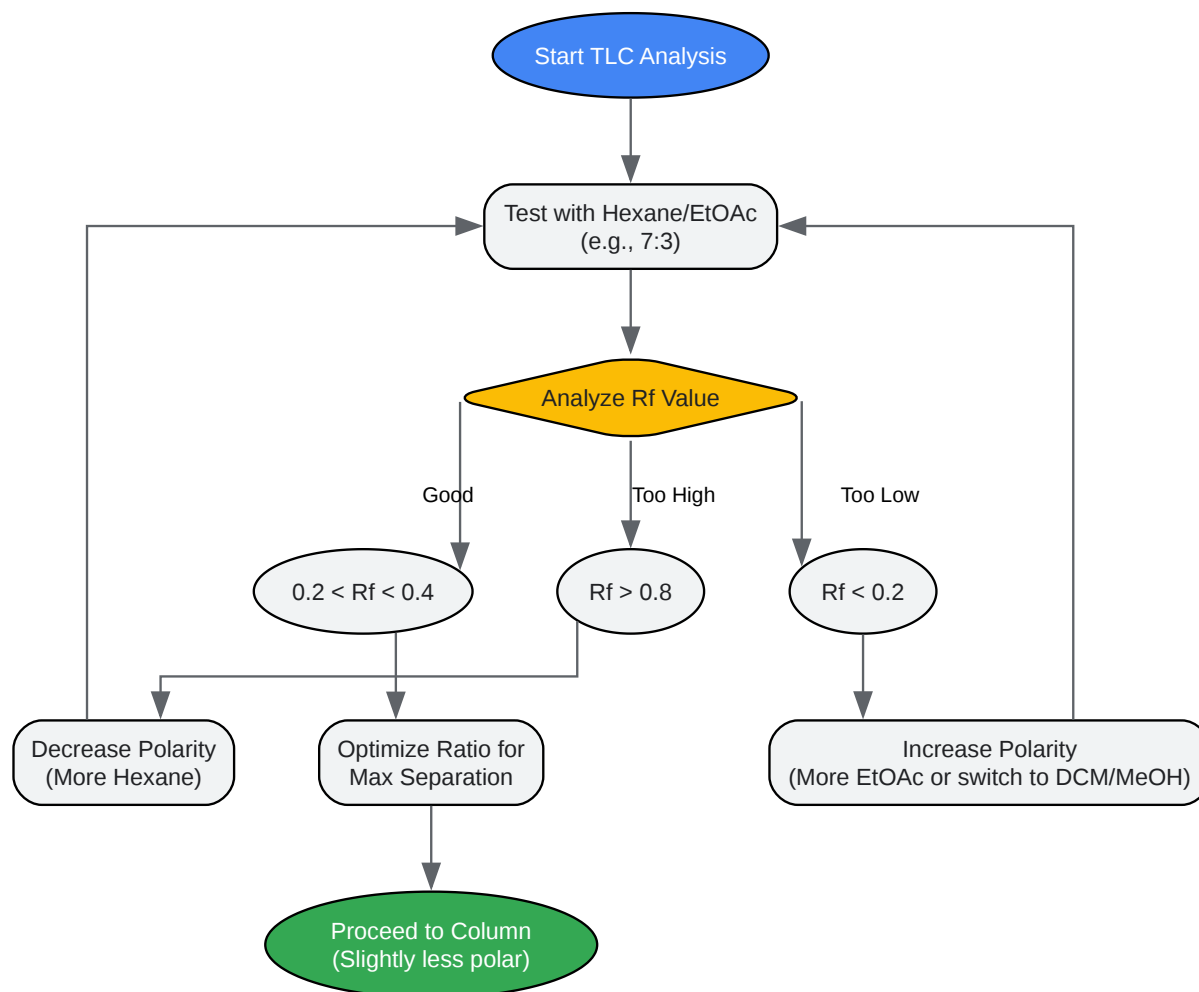 Start TLC Analysis
Test with Hexane/EtOAc
(e.g., 7:3)
Analyze Rf Value
Good
Too High
Too Low
0.2 < Rf < 0.4
Rf > 0.8
Rf < 0.2
Decrease Polarity
(More Hexane)
Optimize Ratio for
Max Separation
Increase Polarity
(More EtOAc or switch to DCM/MeOH)
Proceed to Column
(Slightly less polar)